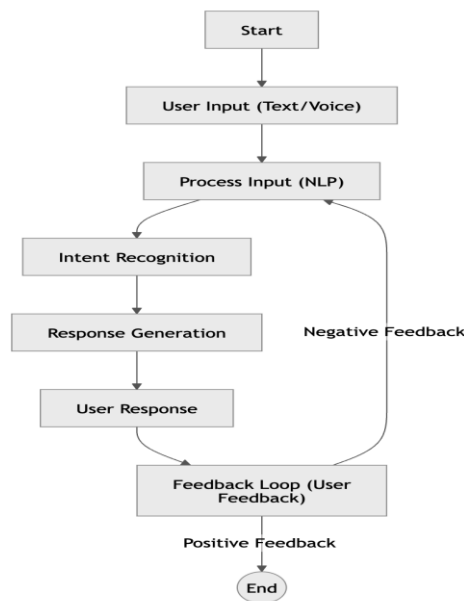 Start
User Input (Text/Voice)
Process Input (NLP)
Intent Recognition
Response Generation
Negative Feedback
User Response
Feedback Loop (User
Feedback)
Positive Feedback
End